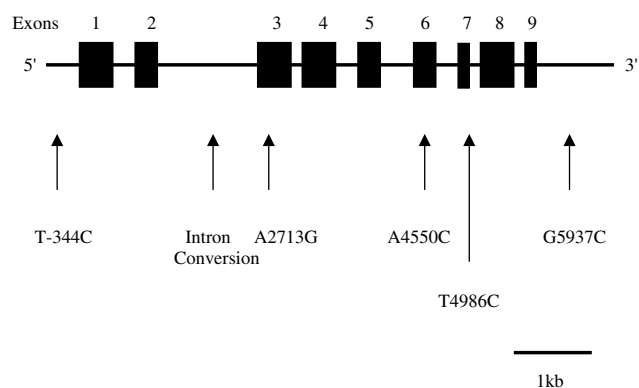 Exons 1 2 3 4 5 6 7 8 9
5' 3'
T-344C Intron A2713G A4550C G5937C
Conversion
T4986C
1kb